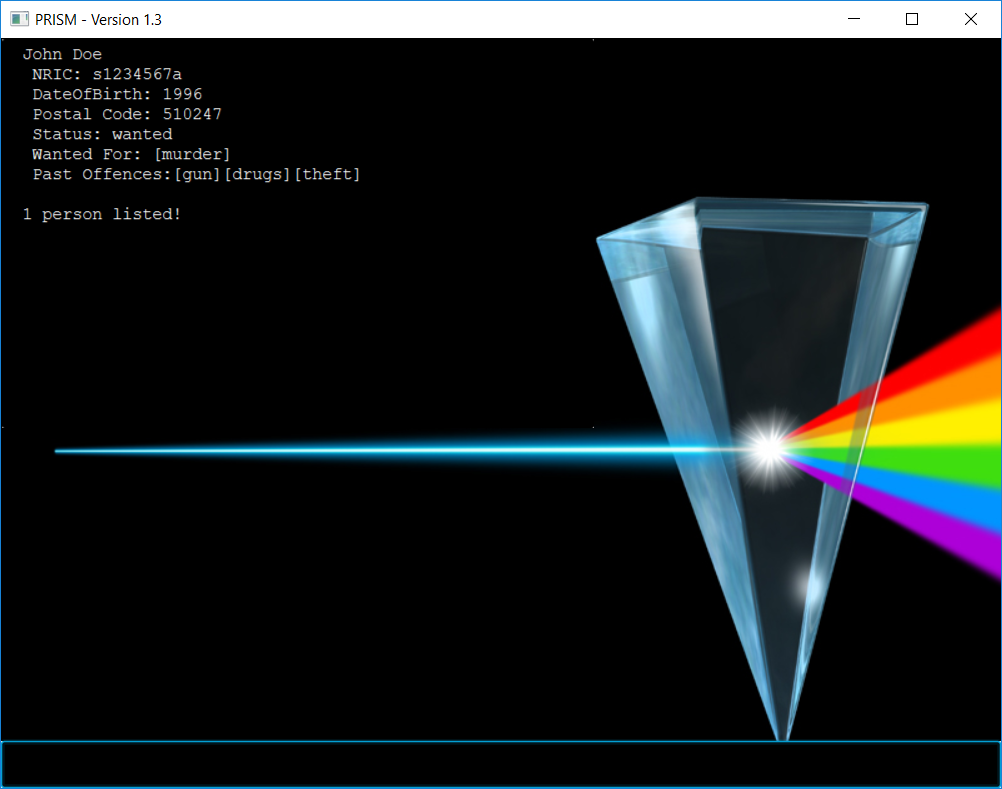 PRISM - Version 1.3
John Doe
NRIC: s1234567a
DateOfBirth: 1996
Postal Code: 510247
Status: wanted
Wanted For: [murder]
Past Offences:[gun][drugs][theft]
1 person listed!